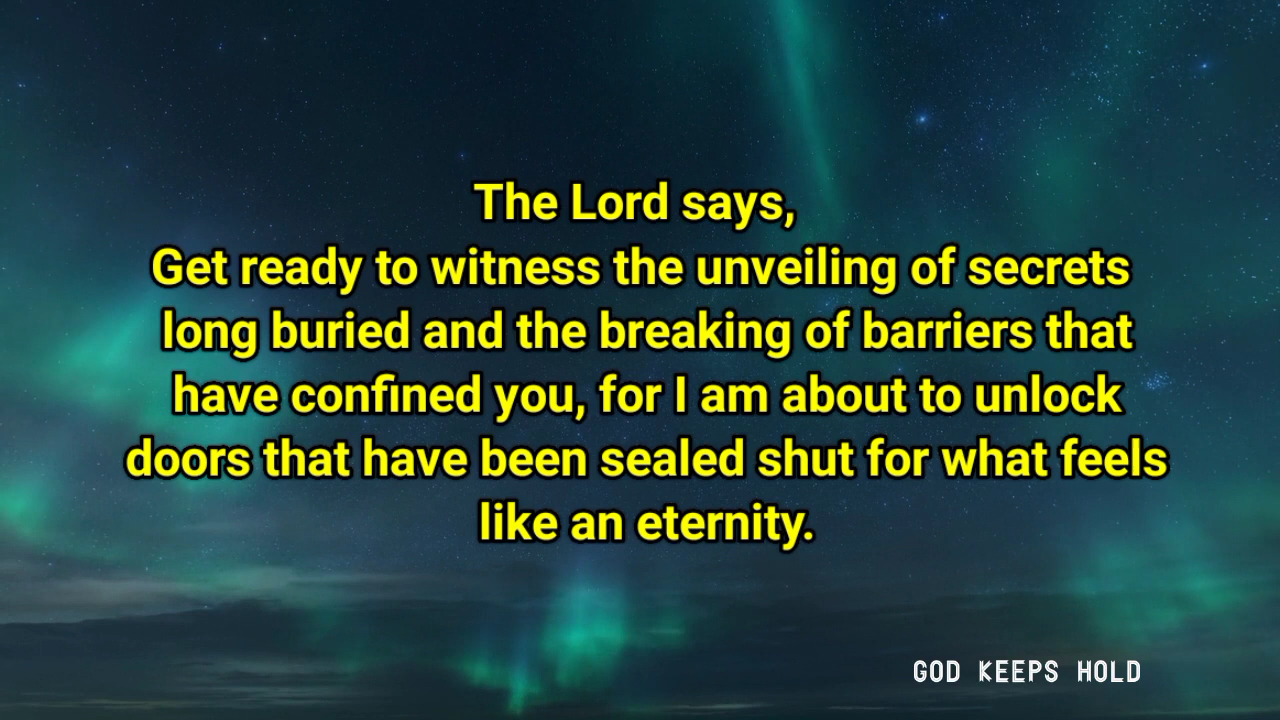 The Lord says,
Get ready to witness the unveiling of secrets
long buried and the breaking of barriers that
have confined you, for I am about to unlock
doors that have been sealed shut for what feels
like an eternity.
GOD KEEPS HOLD